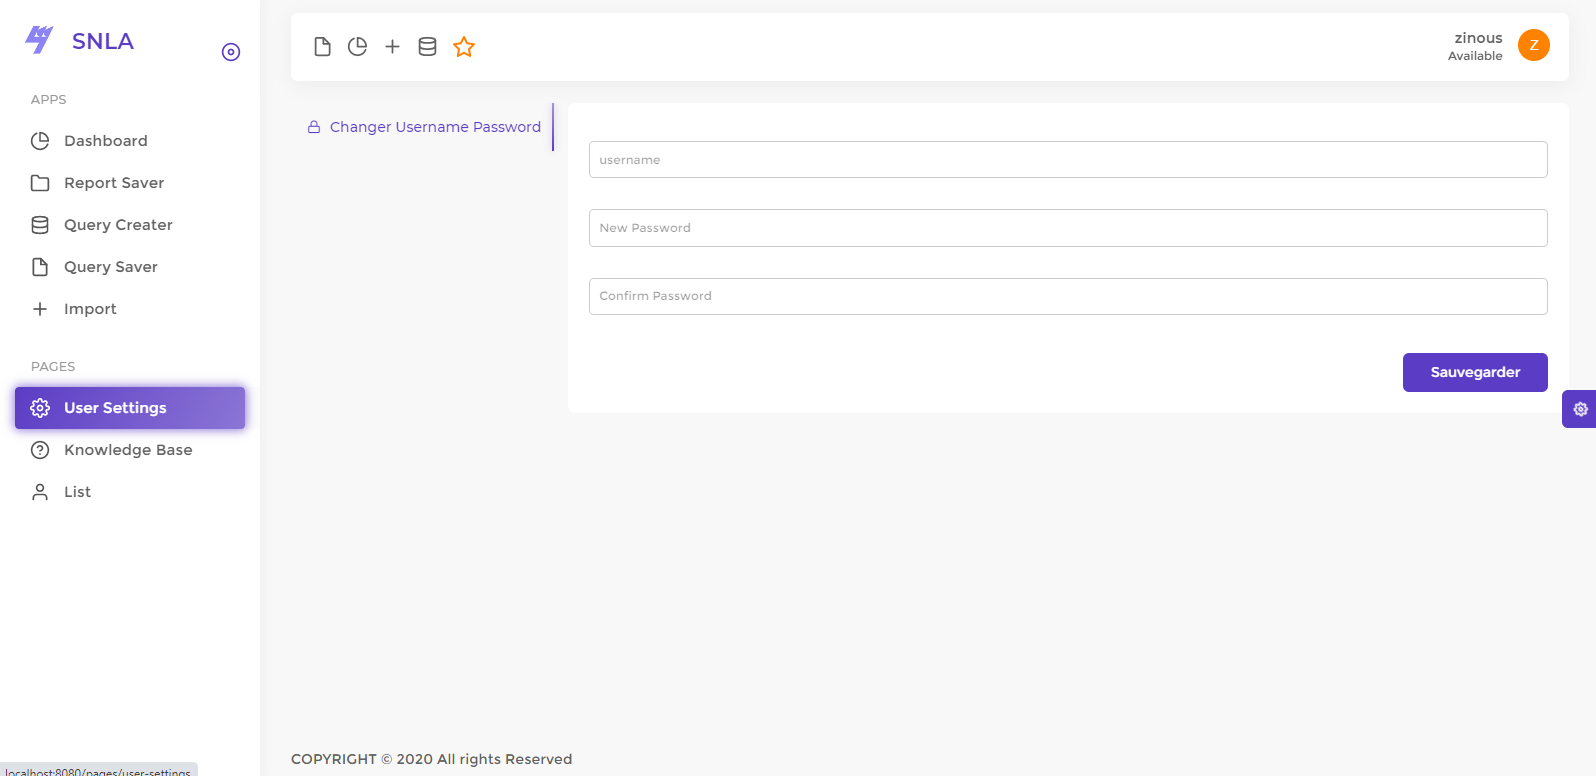 SNLA
APPS
Dashboard
Report Saver
Query Creater
Query Saver
Import
PAGES
User Settings
Knowledge Base
List
zinous
Available
Z
Changer Username Password
username
New Password
Confirm Password
Sauvegarder
COPYRIGHT © 2020 All rights Reserved
localhost:8080/pages/user-settings